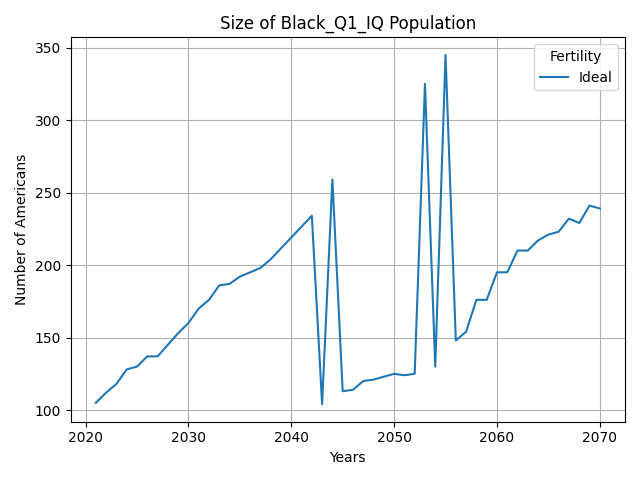 Size of Black_Q1_IQ Population
Fertility
Ideal
Number of Americans
350
300
250
200
150
100
2020
2030
2040
2050
2060
2070
Years